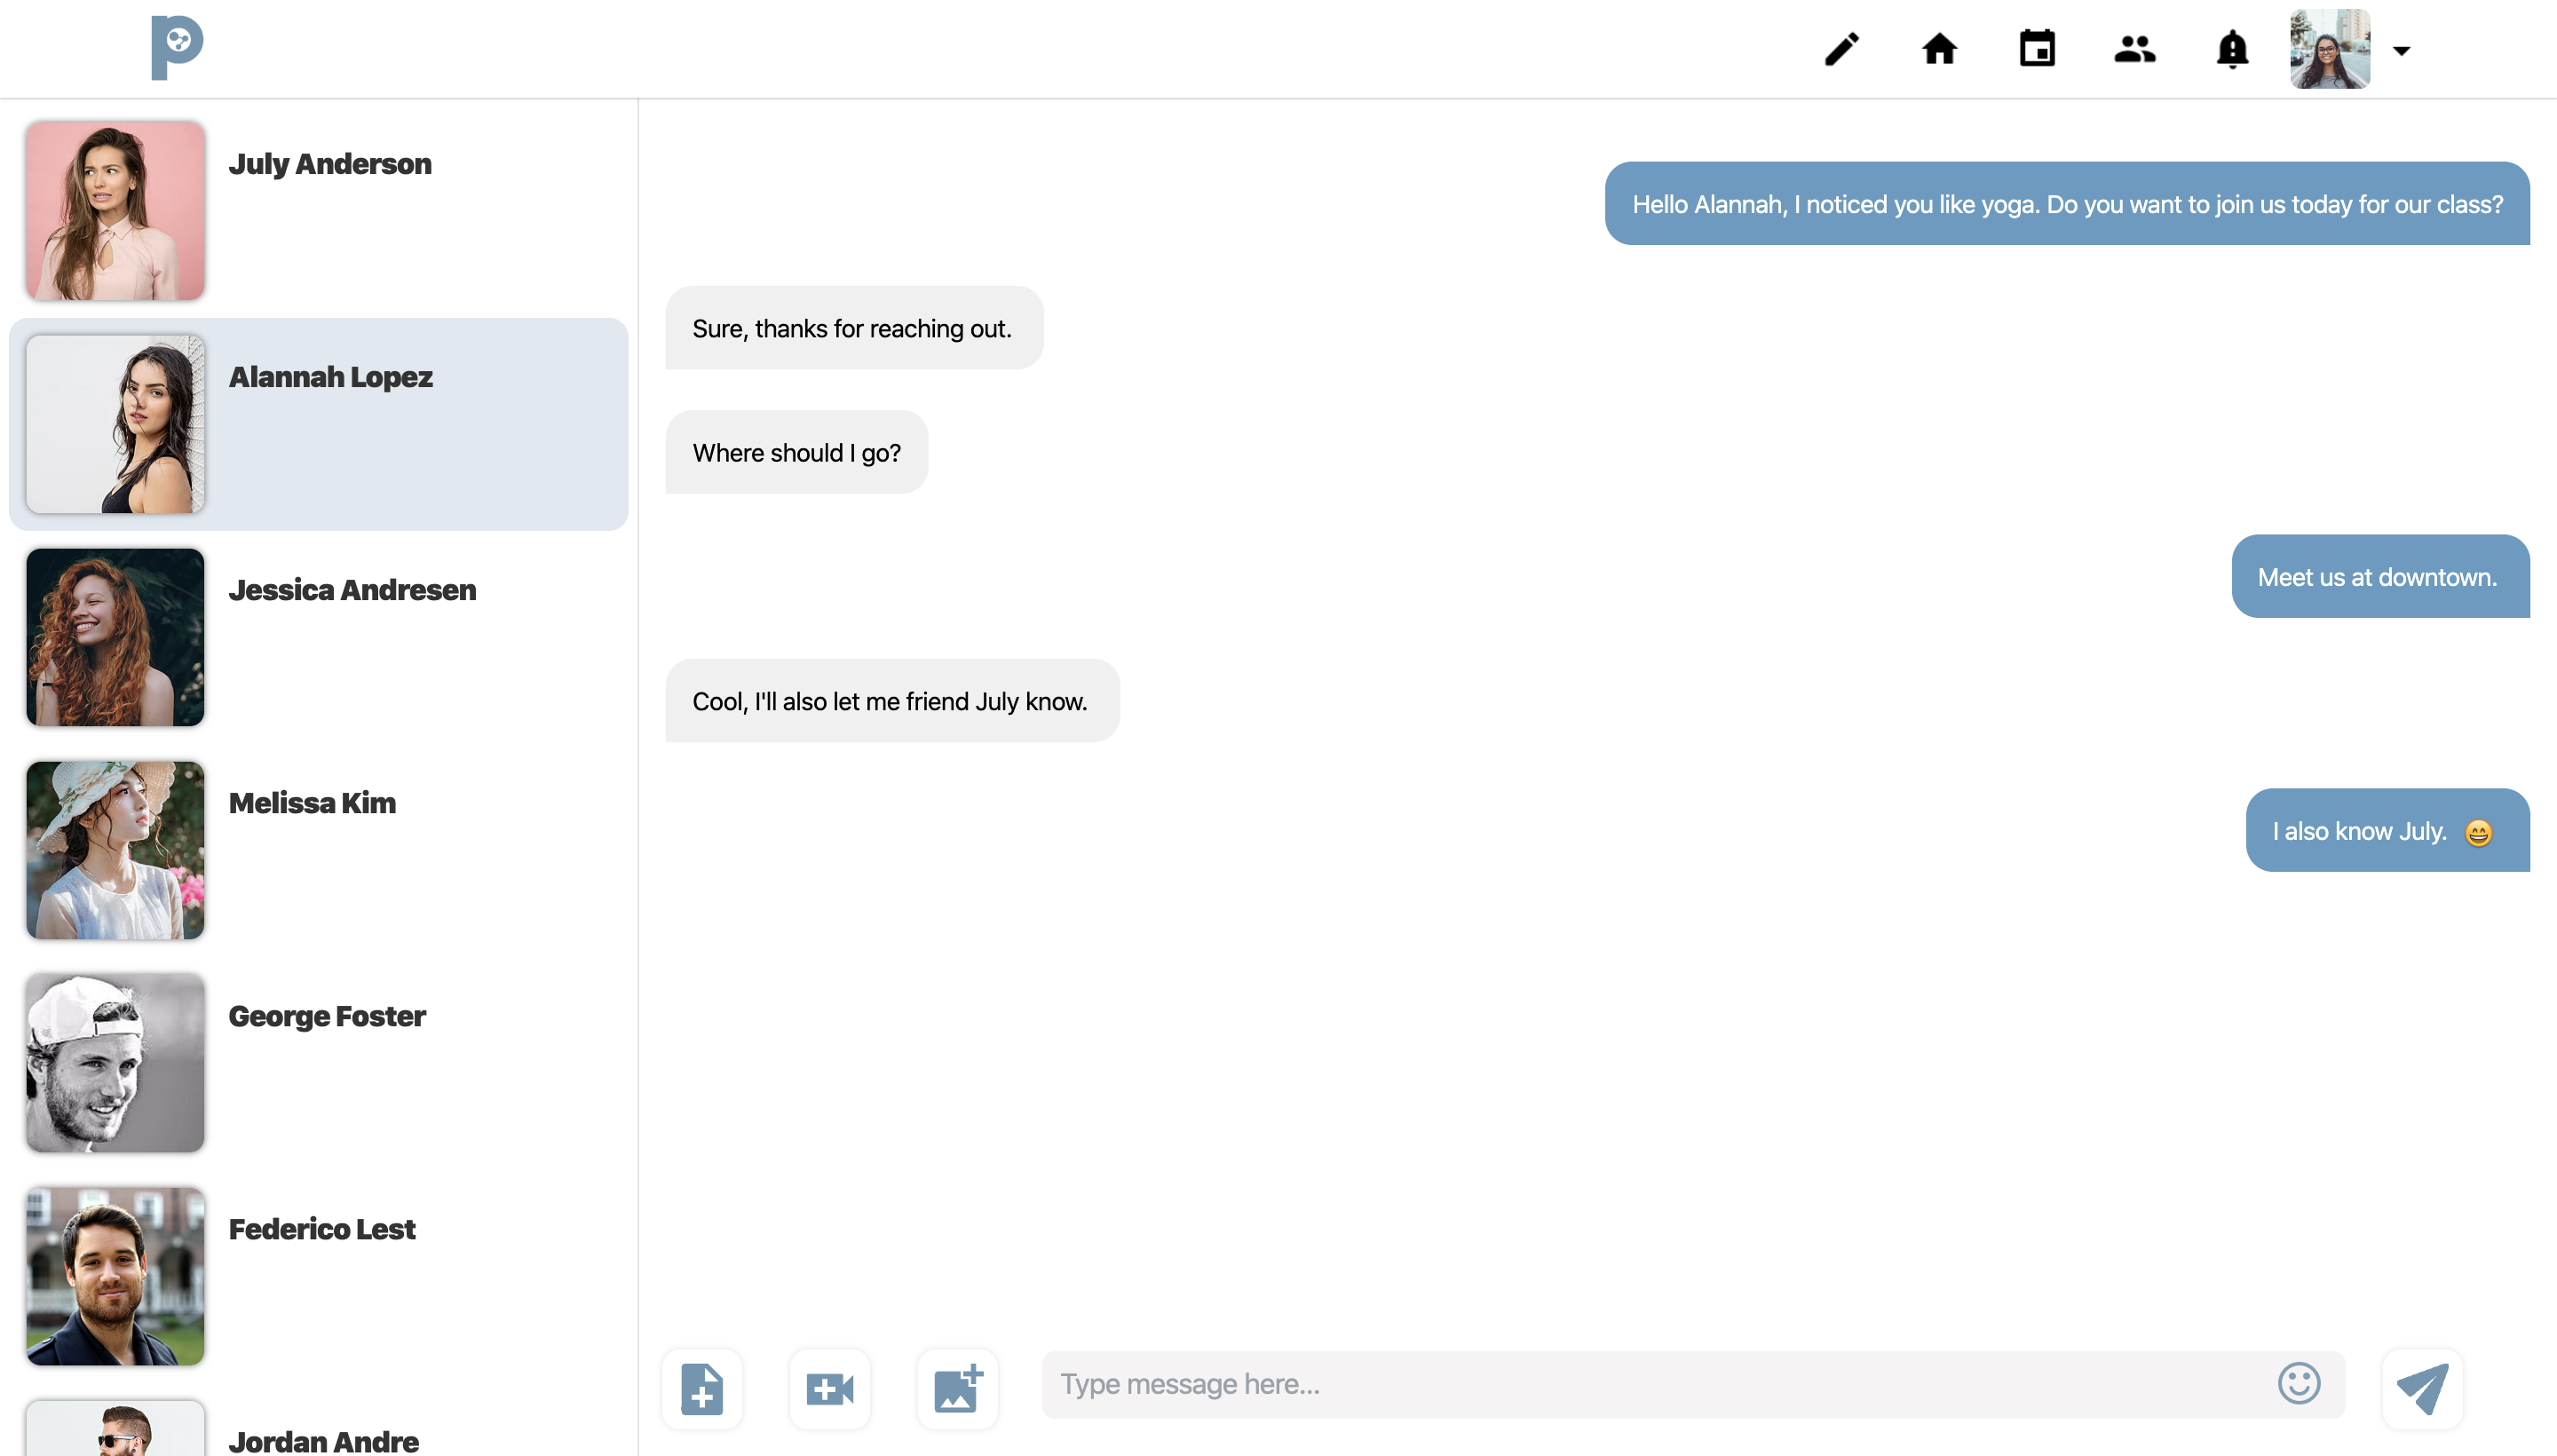 July Anderson
Alannah Lopez
Jessica Andresen
Melissa Kim
George Foster
Federico Lest
Jordan Andre
Hello Alannah, I noticed you like yoga. Do you want to join us today for our class?
Sure, thanks for reaching out.
Where should I go?
Meet us at downtown.
Cool, I'll also let me friend July know.
I also know July. 😄
Type message here...